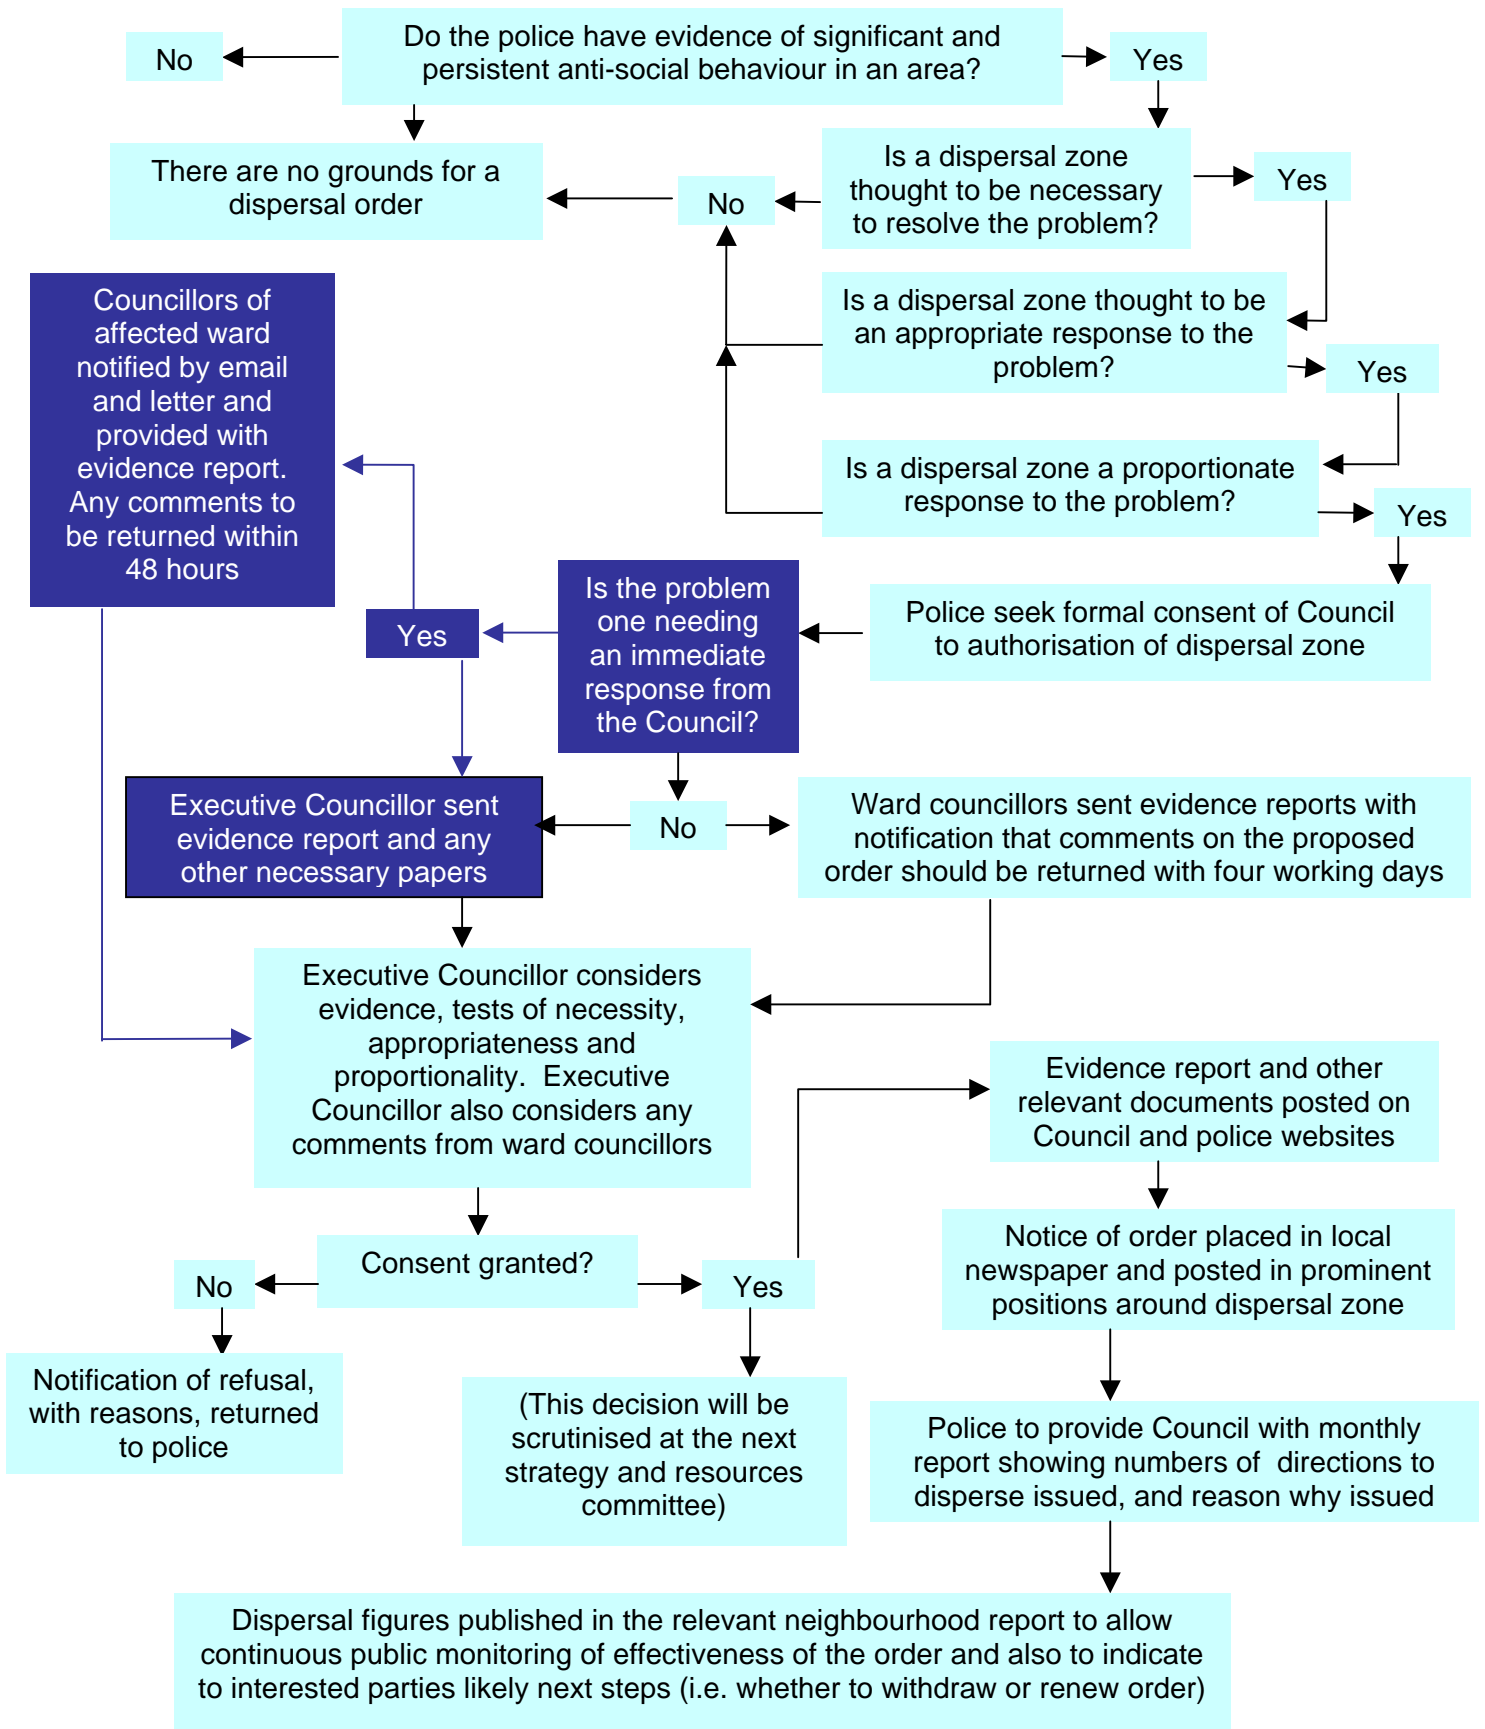 Do the police have evidence of significant and
persistent anti-social behaviour in an area?
No
Yes
There are no grounds for a
dispersal order
Is a dispersal zone
thought to be necessary
to resolve the problem?
No
Yes
Councillors of
affected ward
notified by email
and letter and
provided with
evidence report.
Any comments to
be returned within
48 hours
Is a dispersal zone thought to be
an appropriate response to the
problem?
Yes
Is a dispersal zone a proportionate
response to the problem?
Yes
Police seek formal consent of Council
to authorisation of dispersal zone
Is the problem
one needing
an immediate
response from
the Council?
Yes
No
Executive Councillor sent
evidence report and any
other necessary papers
Ward councillors sent evidence reports with
notification that comments on the proposed
order should be returned with four working days
Executive Councillor considers
evidence, tests of necessity,
appropriateness and
proportionality.  Executive
Councillor also considers any
comments from ward councillors
Consent granted?
No
Yes
Notification of refusal,
with reasons, returned
to police
(This decision will be
scrutinised at the next
strategy and resources
committee)
Evidence report and other
relevant documents posted on
Council and police websites
Notice of order placed in local
newspaper and posted in prominent
positions around dispersal zone
Police to provide Council with monthly
report showing numbers of  directions to
disperse issued, and reason why issued
Dispersal figures published in the relevant neighbourhood report to allow
continuous public monitoring of effectiveness of the order and also to indicate
to interested parties likely next steps (i.e. whether to withdraw or renew order)